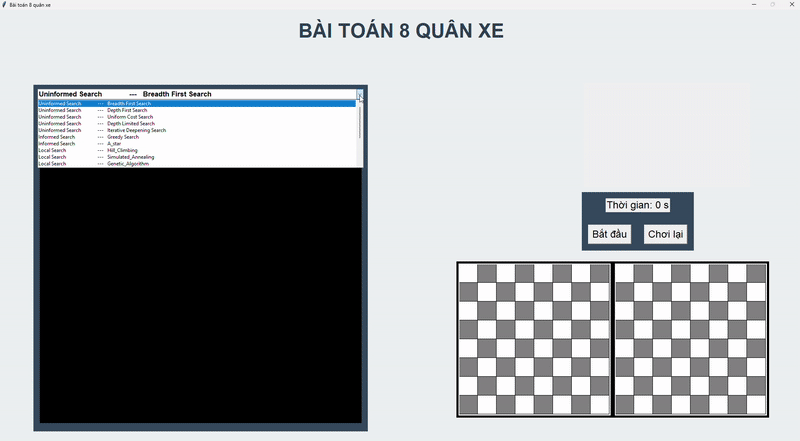 Bài toán 8 quân xe
BÀI TOÁN 8 QUÂN XE
Uninformed Search --- Breadth First Search
Uninformed Search --- Breadth First Search
Uninformed Search --- Depth First Search
Uninformed Search --- Uniform Cost Search
Uninformed Search --- Depth Limited Search
Uninformed Search --- Iterative Deepening Search
Informed Search --- Greedy Search
Informed Search --- A_star
Local Search --- Hill_Climbing
Local Search --- Simulated_Annealing
Local Search --- Genetic_Algorithm
Thời gian: 0 s
Bắt đầu
Chơi lại